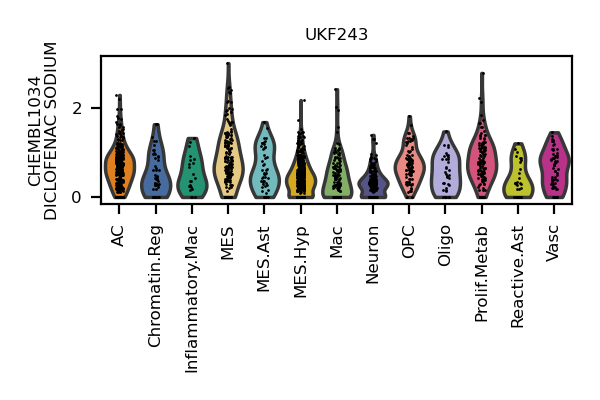 UKF243
CHEMBL1034
DICLOFENAC SODIUM
2
0
AC
Chromatin.Reg
Inflammatory.Mac
MES
MES.Ast
MES.Hyp
Mac
Neuron
OPC
Oligo
Prolif.Metab
Reactive.Ast
Vasc